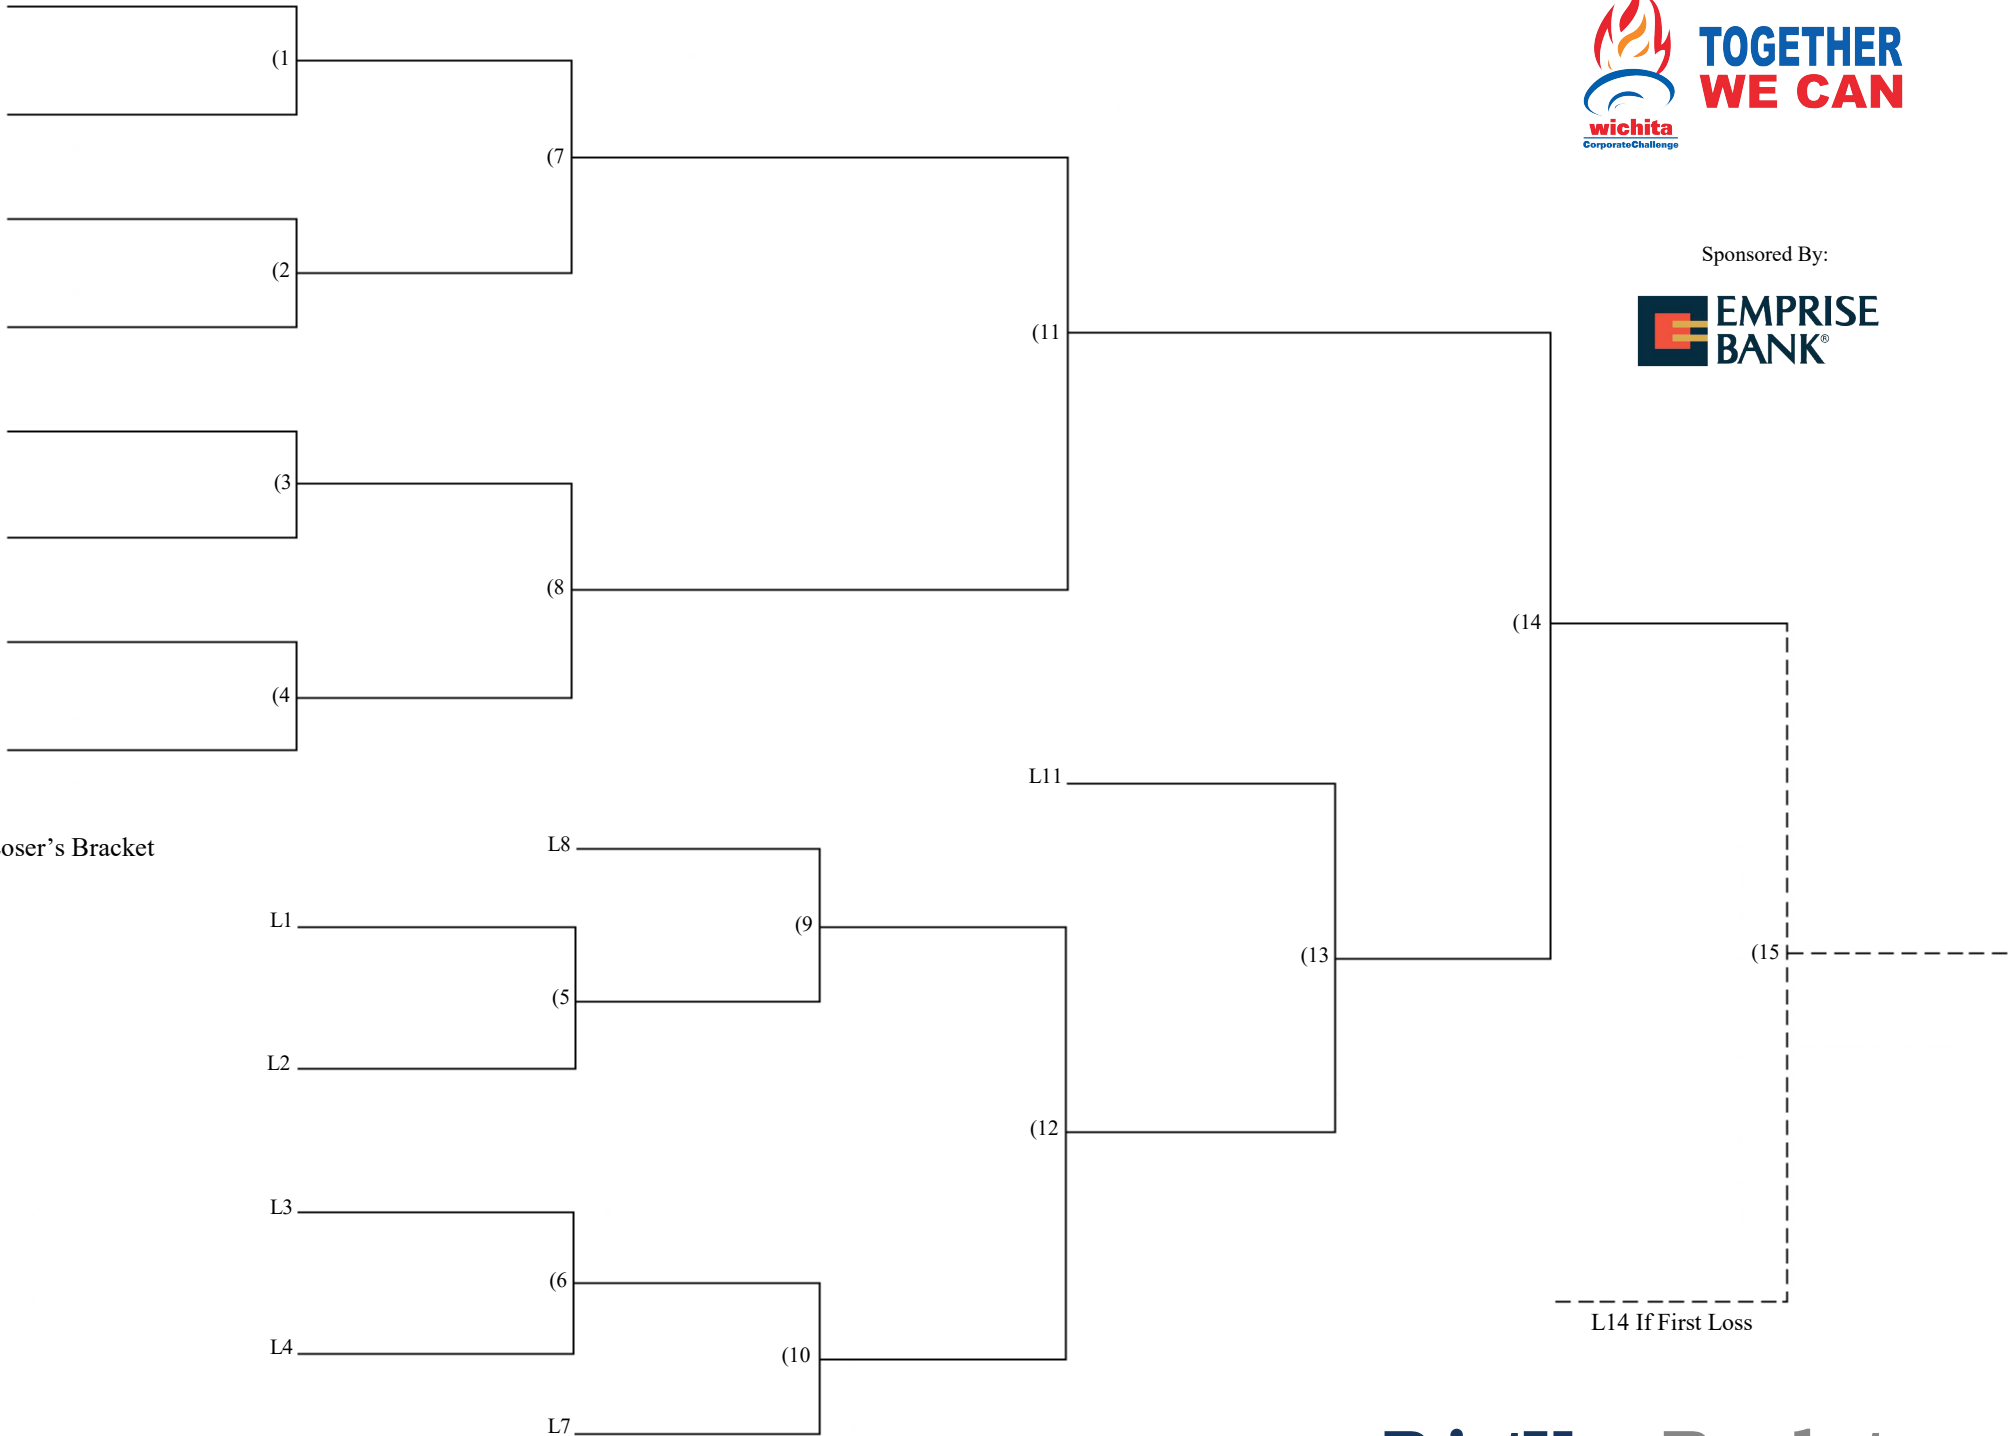 (1
TOGETHER
WE CAN
wichita
CorporateChallenge
(7
(2
Sponsored By:
EMPRISE
BANK®
(11
(3
(8
(14
(4
L11
L8
oser’s Bracket
L1
(9
(13
(15
(5
L2
(12
L3
(6
L14 If First Loss
L4
(10
L7